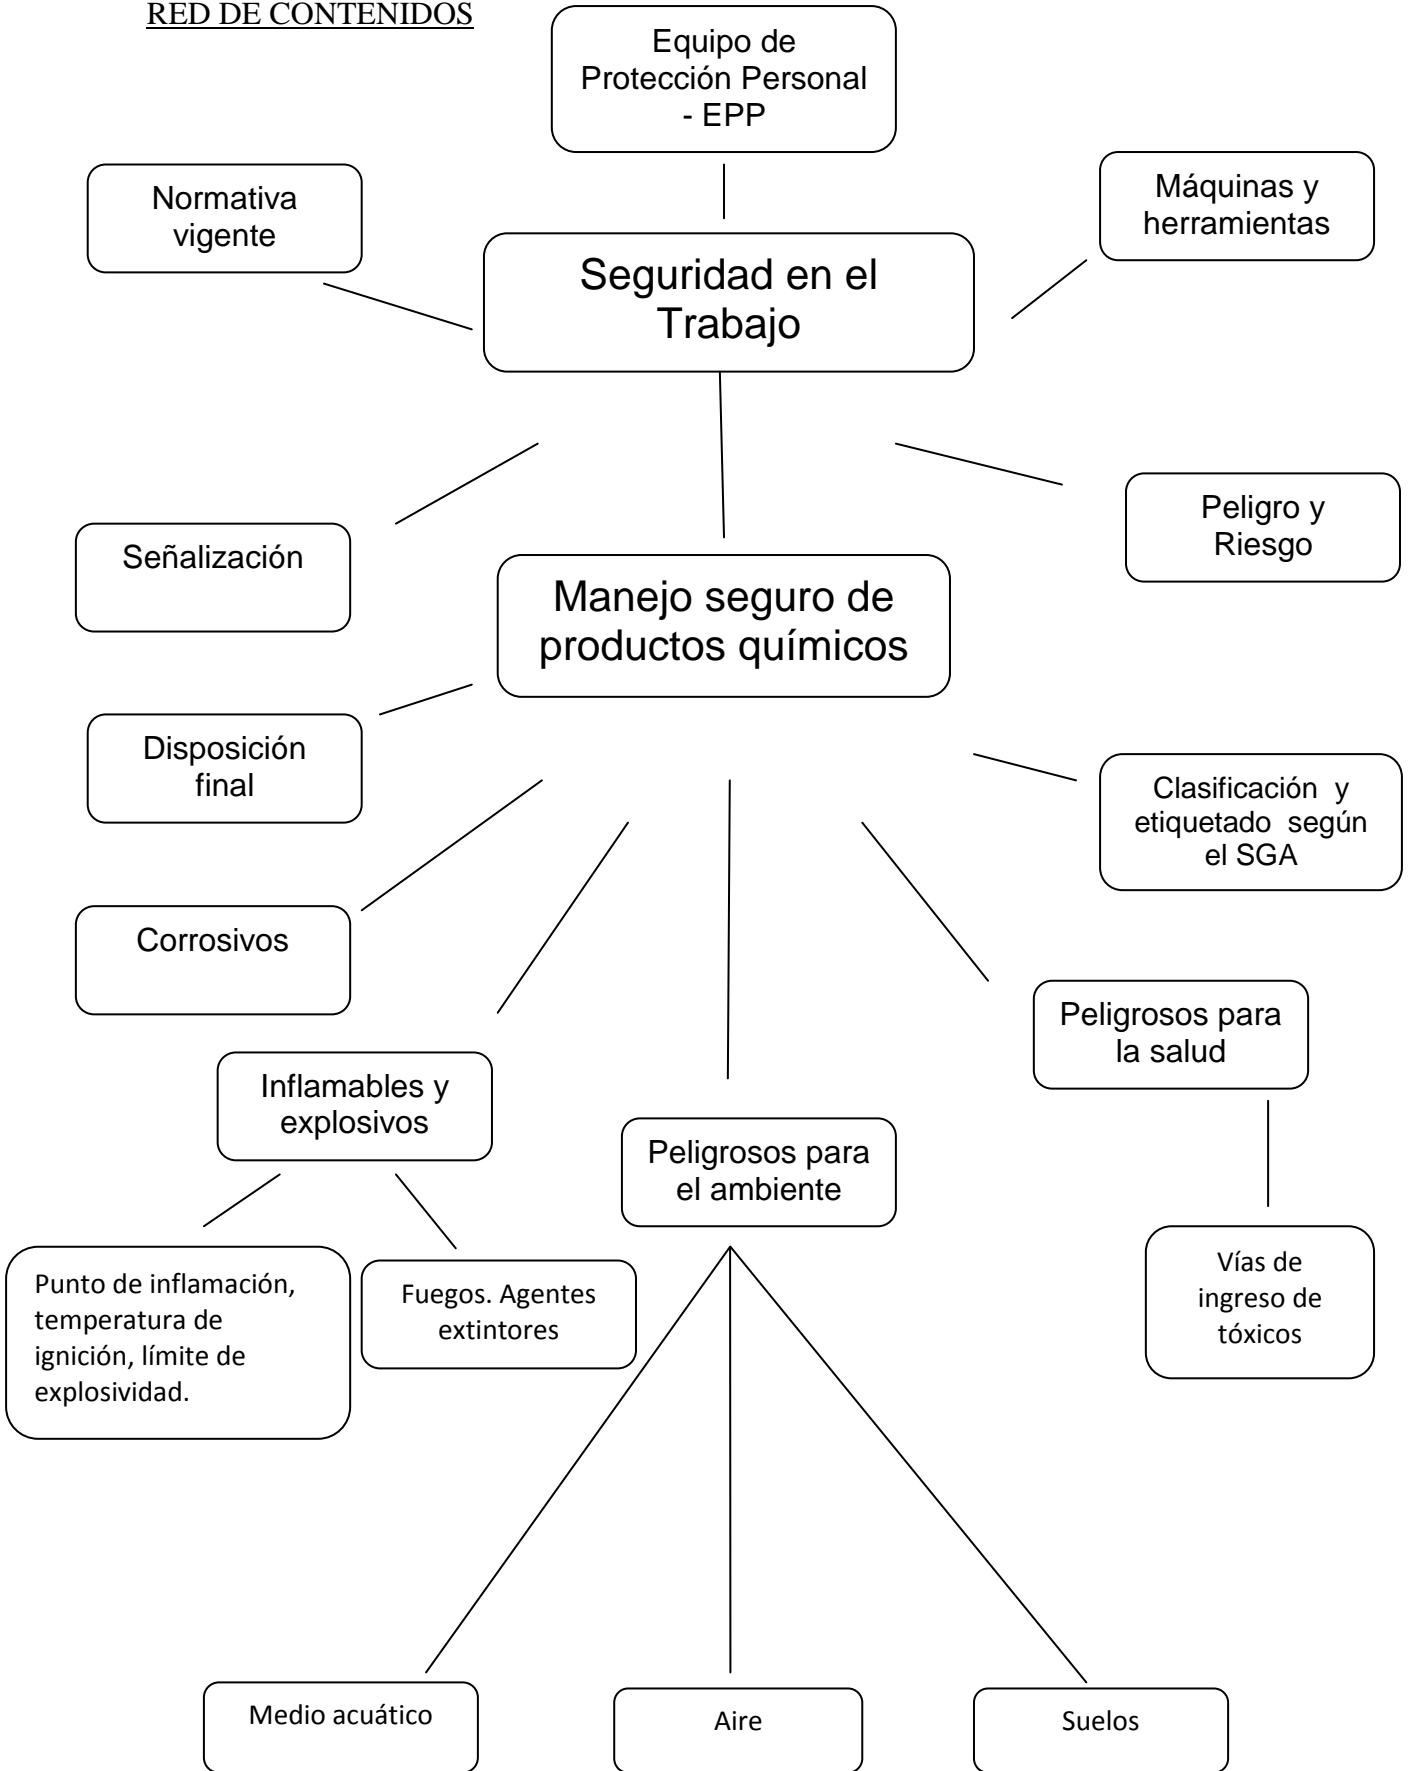 RED DE CONTENIDOS
Equipo de
Protección Personal
- EPP
Normativa
vigente
Máquinas y
herramientas
Seguridad en el
Trabajo
Peligro y
Riesgo
Señalización
Manejo seguro de
productos químicos
Disposición
final
Clasificación y
etiquetado según
el SGA
Corrosivos
Peligrosos para
la salud
Inflamables y
explosivos
Peligrosos para
el ambiente
Punto de inflamación,
temperatura de
ignición, límite de
explosividad.
Fuegos. Agentes
extintores
Vías de
ingreso de
tóxicos
Medio acuático
Aire
Suelos